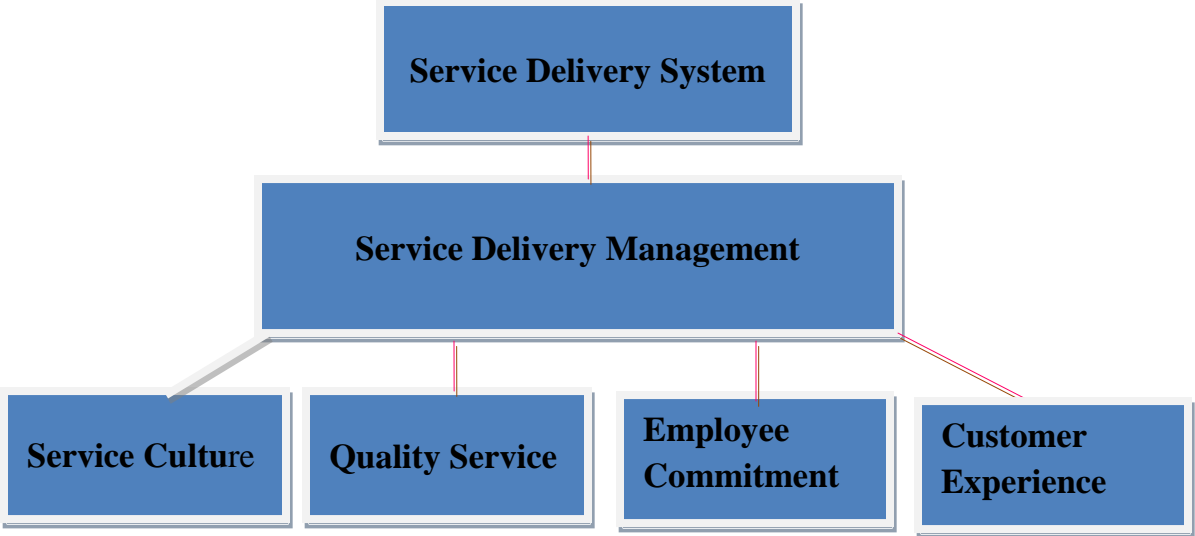 Service Delivery System
Service Delivery Management
Service Culture
Quality Service
Employee
Commitment
Customer
Experience